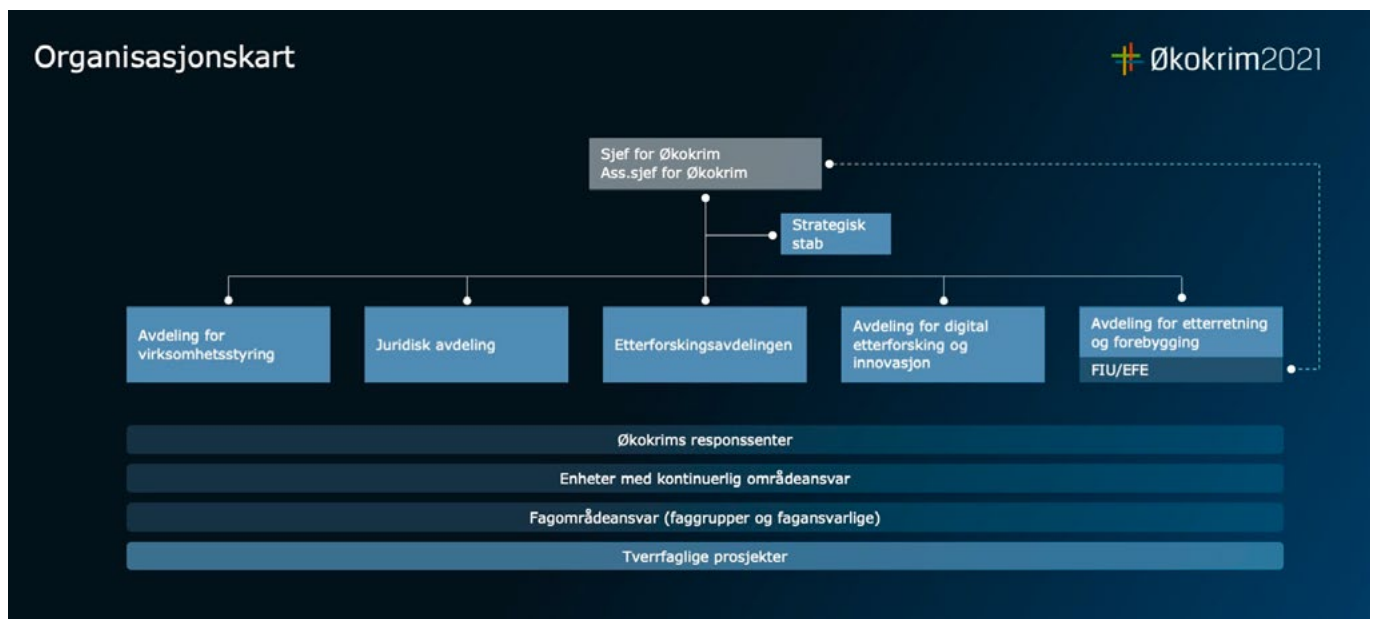 Organisasjonskart
Økokrim2021
Sjef for Økokrim
Ass.sjef for Økokrim
Strategisk
stab
Avdeling for
virksomhetsstyring
Juridisk avdeling
Etterforskingsavdelingen
Avdeling for digital
etterforsking og
innovasjon
Avdeling for etterretning
og forebygging
FIU/EFE
Økokrims responssenter
Enheter med kontinuerlig områdeansvar
Fagområdeansvar (faggrupper og fagansvarlige)
Tverrfaglige prosjekter